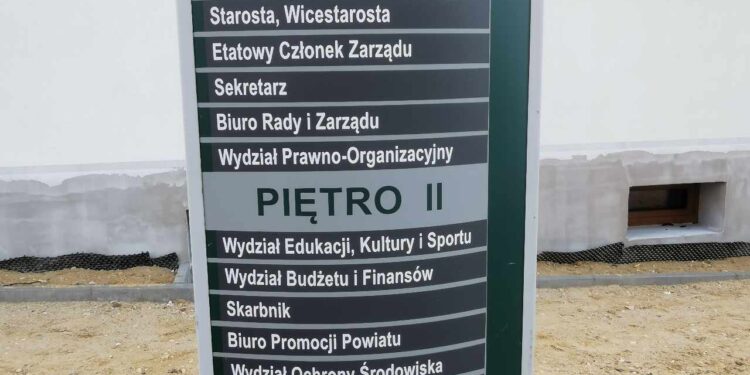 Starosta, Wicestarosta
Etatowy Członek Zarządu
Sekretarz
Biuro Rady i Zarządu
Wydział Prawno-Organizacyjny
PIĘTRO II
Wydział Edukacji, Kultury i Sportu
Wydział Budżetu i Finansów
Skarbnik
Biuro Promocji Powiatu
Wydział Ochrony Środowiska